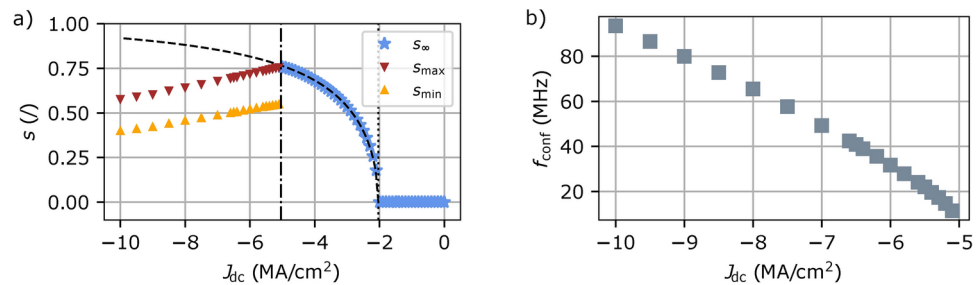 a)
1.00
0.75
0.50
0.25
0.00
s (/)
s∞
smax
smin
−10 −8 −6 −4 −2 0
Jdc (MA/cm²)
b)
80
60
40
20
fconf (MHz)
−10 −9 −8 −7 −6 −5
Jdc (MA/cm²)